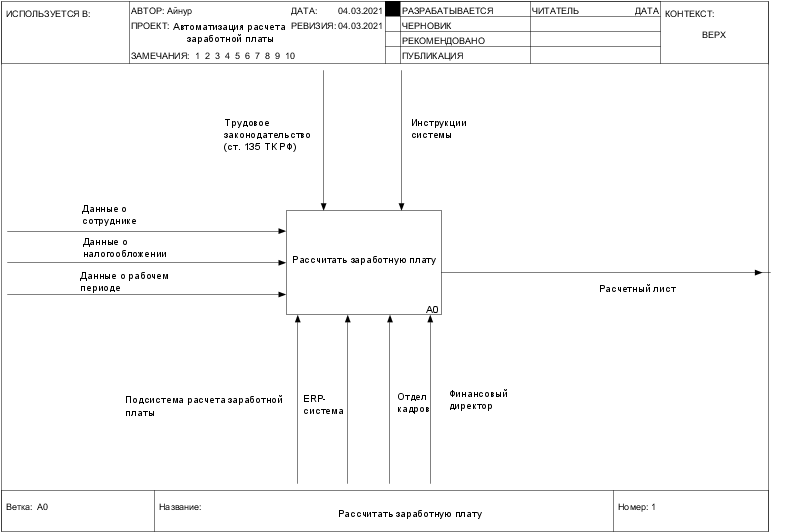 ИСПОЛЬЗУЕТСЯ В:
АВТОР: Айнур
ДАТА: 04.03.2021
ПРОЕКТ: Автоматизация расчета
заработной платы
РЕВИЗИЯ: 04.03.2021
ЗАМЕЧАНИЯ: 1 2 3 4 5 6 7 8 9 10
РАЗРАБАТЫВАЕТСЯ
ЧЕРНОВИК
РЕКОМЕНДОВАНО
ПУБЛИКАЦИЯ
ЧИТАТЕЛЬ ДАТА
КОНТЕКСТ:
ВЕРХ
Трудовое
законодательство
(ст. 135 ТК РФ)
Инструкции
системы
Данные о
сотруднике
Данные о
налогообложении
Данные о рабочем
периоде
Рассчитать заработную плату
A0
Расчетный лист
Подсистема расчета заработной
платы
ERP-
система
Отдел
кадров
Финансовый
директор
Ветка: A0
Название:
Рассчитать заработную плату
Номер: 1